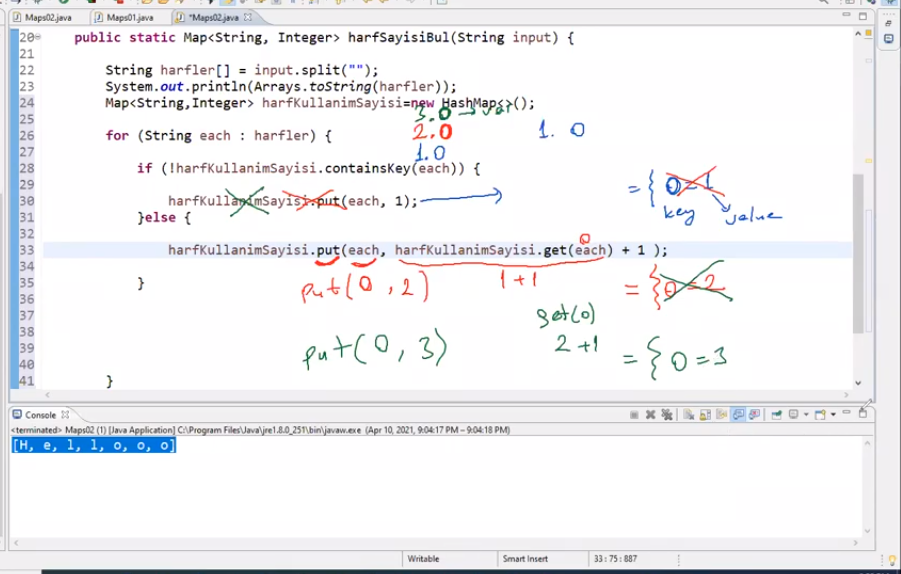 Maps02.java Maps01.java *Maps02.java
20 public static Map<String, Integer> harfSayisiBul(String input) {
21
22 String harfler[] = input.split("");
23 System.out.println(Arrays.toString(harfler));
24 Map<String,Integer> harfKullanimSayisi=new HashMap<>();
25
3.0 → var
26 for (String each : harfler) {
2.0 1. 0
27
1.0
28 if (!harfKullanimSayisi.containsKey(each)) {
29
= { 0=1
30 harfKullanimSayisi.put(each, 1);
key value
31 }else {
0
33 harfKullanimSayisi.put(each, harfKullanimSayisi.get(each) + 1 );
34
35 }
put(0, 2) 1+1 = { 0=2
36
37
get(0)
38
39
put(0, 3) 2+1 = { 0=3
40
41 }
Console
<terminated> Maps02 (1) [Java Application] C:\Program Files\Java\jre1.8.0_251\bin\javaw.exe (Apr 10, 2021, 9:04:17 PM – 9:04:18 PM)
[H, e, l, l, o, o, o]
Writable Smart Insert 33 : 75 : 887